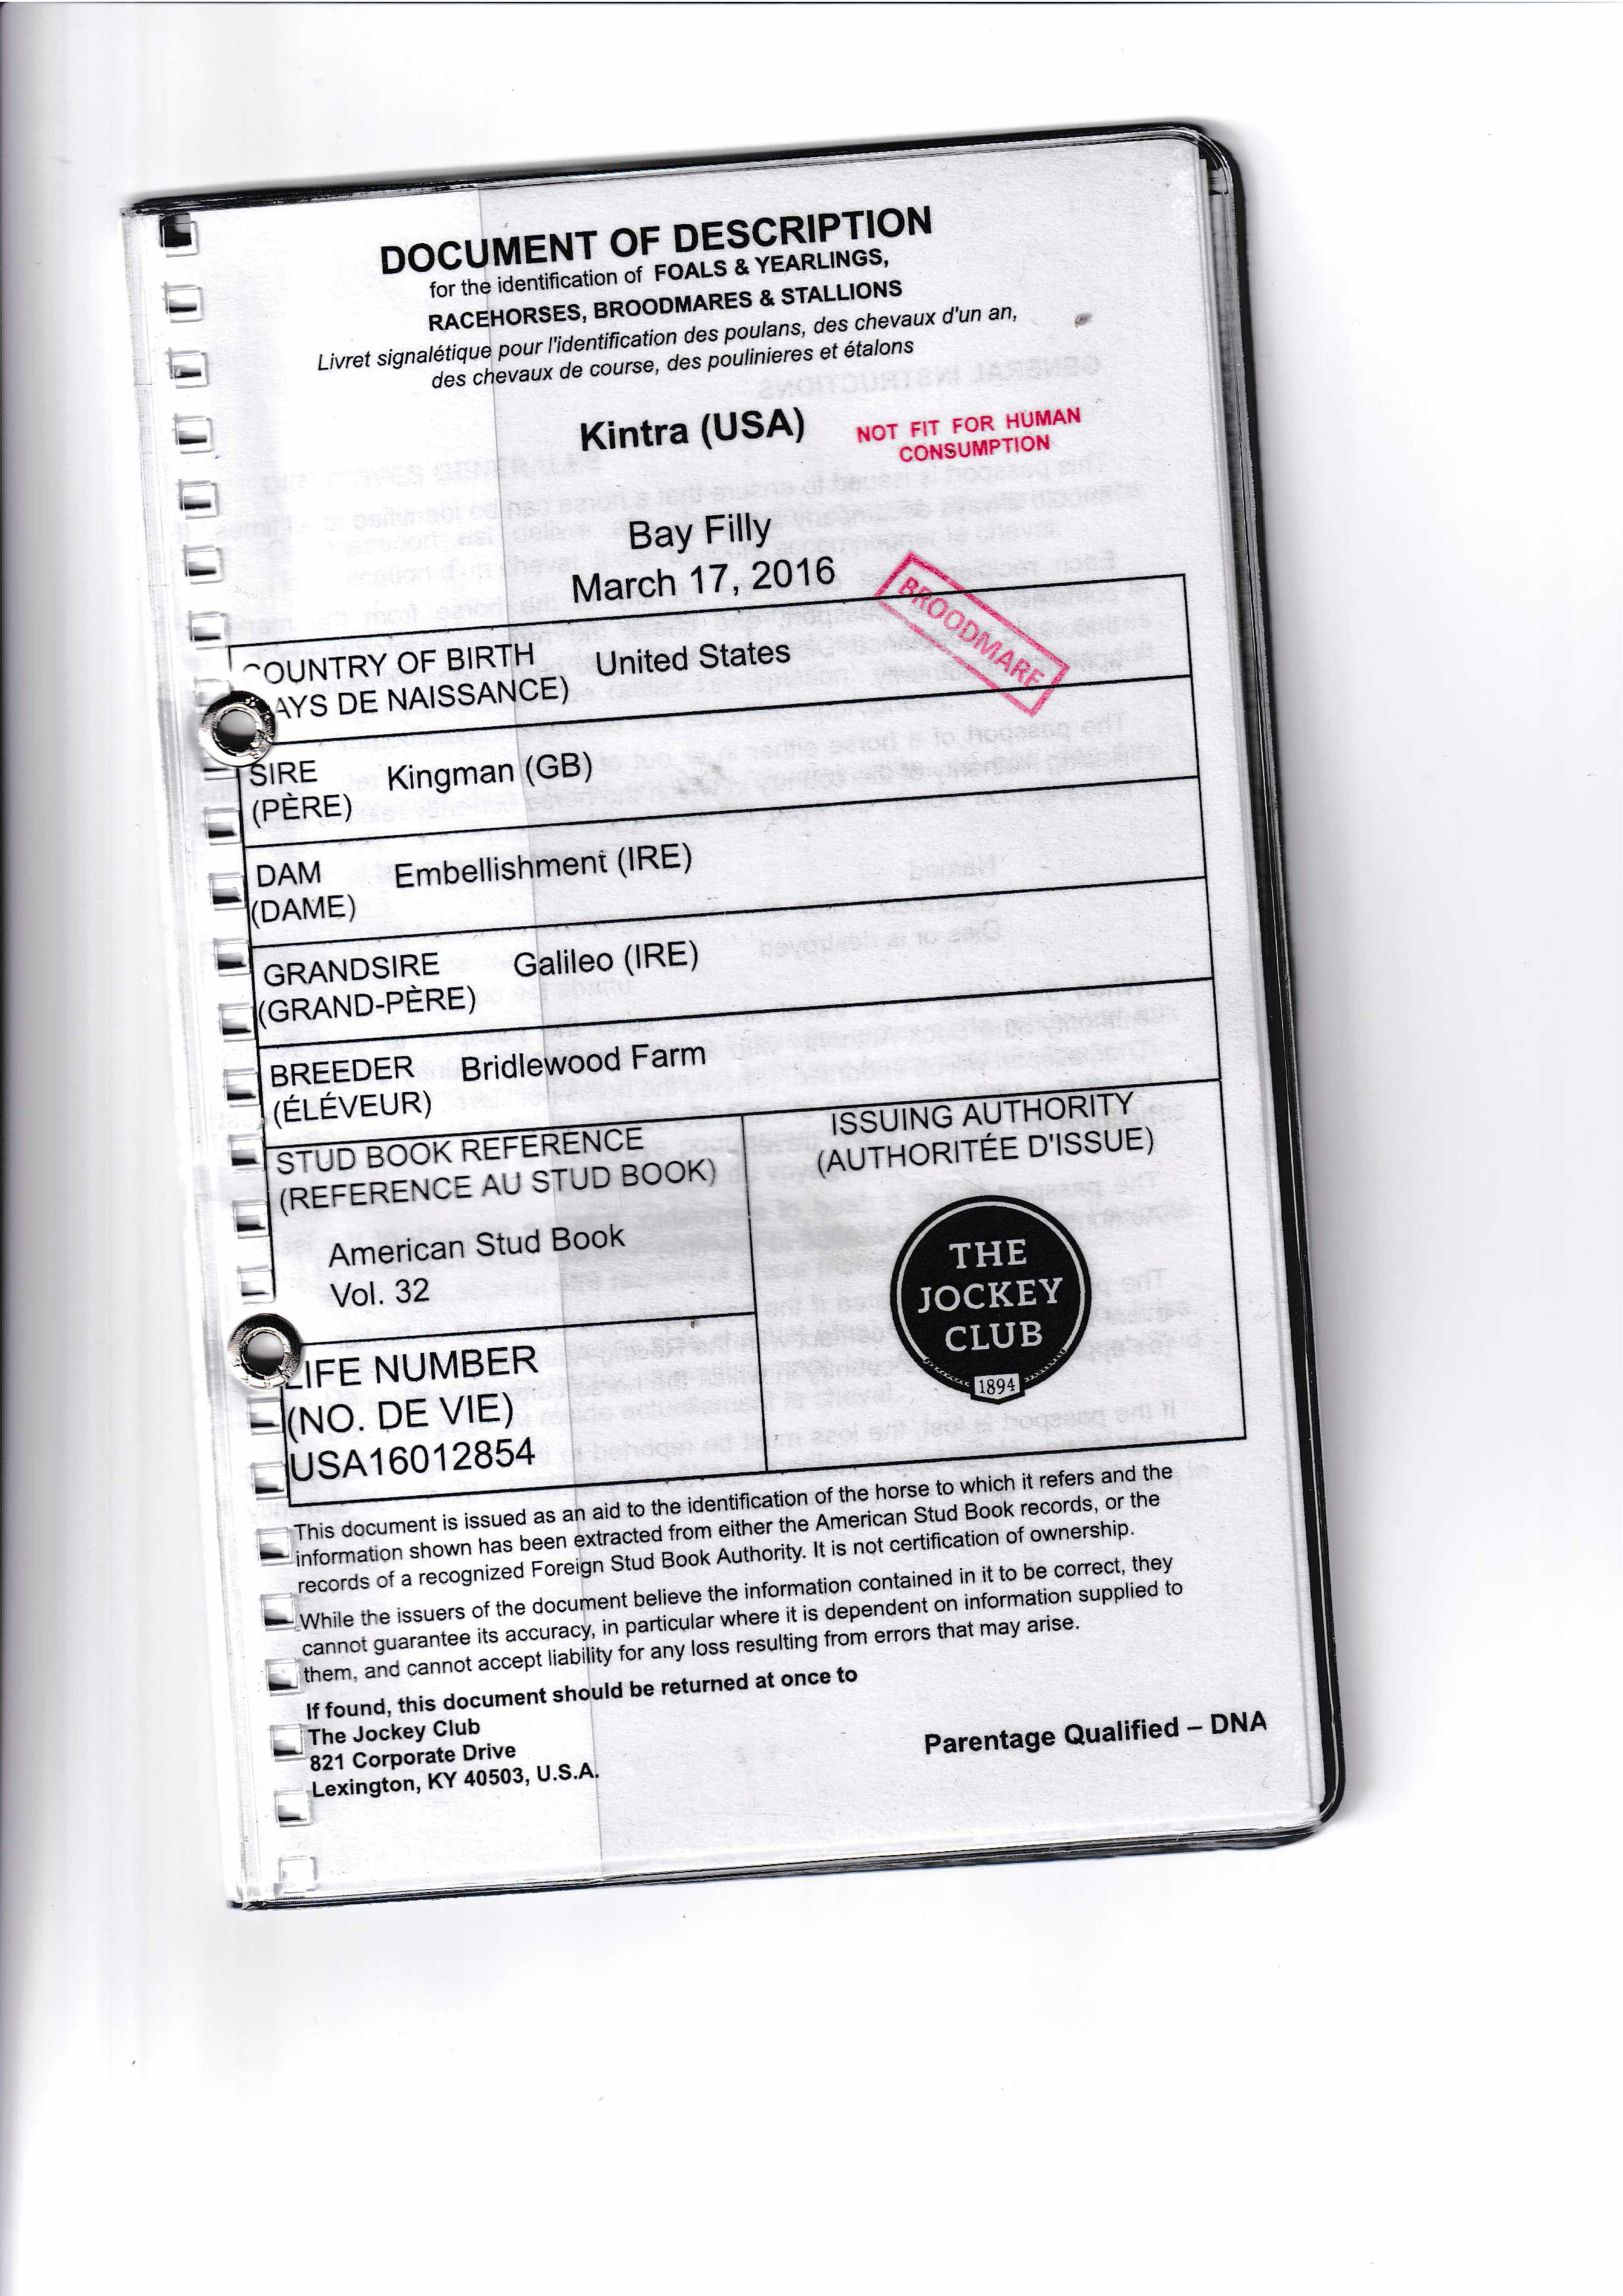 DOCUMENT OF DESCRIPTION
for the identification of FOALS & YEARLINGS,
RACEHORSES, BROODMARES & STALLIONS
Livret signalétique pour l'identification des poulans, des chevaux d'un an,
des chevaux de course, des poulinieres et étalons
Kintra (USA)
NOT FIT FOR HUMAN
CONSUMPTION
Bay Filly
March 17, 2016
BROODMARE
OUNTRY OF BIRTH United States
AYS DE NAISSANCE)
SIRE Kingman (GB)
(PÈRE)
DAM Embellishment (IRE)
(DAME)
GRANDSIRE Galileo (IRE)
(GRAND-PÈRE)
BREEDER Bridlewood Farm
(ÉLÉVEUR)
STUD BOOK REFERENCE
(REFERENCE AU STUD BOOK)
American Stud Book
Vol. 32
ISSUING AUTHORITY
(AUTHORITÉE D'ISSUE)
THE
JOCKEY
CLUB
1894
LIFE NUMBER
(NO. DE VIE)
USA16012854
This document is issued as an aid to the identification of the horse to which it refers and the
information shown has been extracted from either the American Stud Book records, or the
records of a recognized Foreign Stud Book Authority. It is not certification of ownership.
While the issuers of the document believe the information contained in it to be correct, they
cannot guarantee its accuracy, in particular where it is dependent on information supplied to
them, and cannot accept liability for any loss resulting from errors that may arise.
If found, this document should be returned at once to
The Jockey Club
821 Corporate Drive
Lexington, KY 40503, U.S.A.
Parentage Qualified – DNA